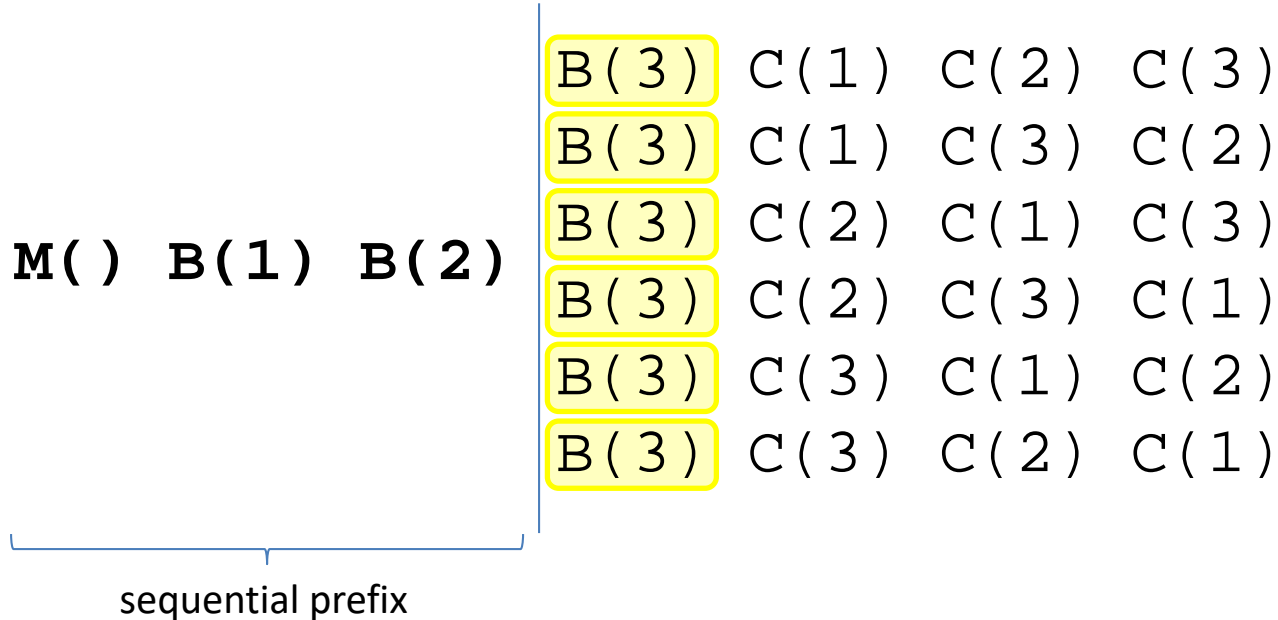 B(3) C(1) C(2) C(3)
B(3) C(1) C(3) C(2)
B(3) C(2) C(1) C(3)
M() B(1) B(2)
B(3) C(2) C(3) C(1)
B(3) C(3) C(1) C(2)
B(3) C(3) C(2) C(1)
sequential prefix